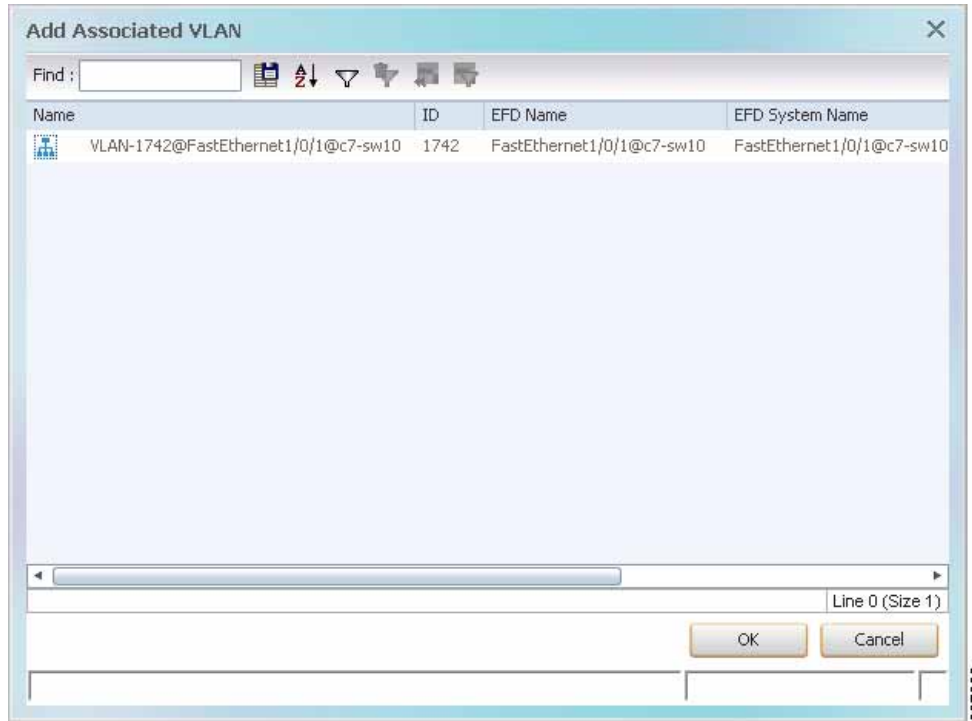 Add Associated VLAN
Find :
Name ID EFD Name EFD System Name
VLAN-1742@FastEthernet1/0/1@c7-sw10 1742 FastEthernet1/0/1@c7-sw10 FastEthernet1/0/1@c7-sw10
Line 0 (Size 1)
OK Cancel